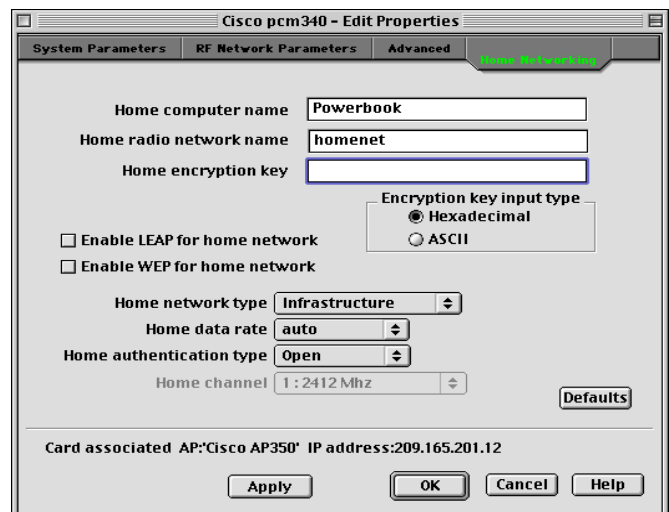 Cisco pcm340 - Edit Properties
System Parameters RF Network Parameters Advanced Home Networking
Home computer name Powerbook
Home radio network name homenet
Home encryption key
Encryption key input type
Hexadecimal
Enable LEAP for home network ASCII
Enable WEP for home network
Home network type Infrastructure
Home data rate auto
Home authentication type Open
Home channel 1 : 2412 Mhz
Defaults
Card associated AP:'Cisco AP350' IP address:209.165.201.12
Apply OK Cancel Help